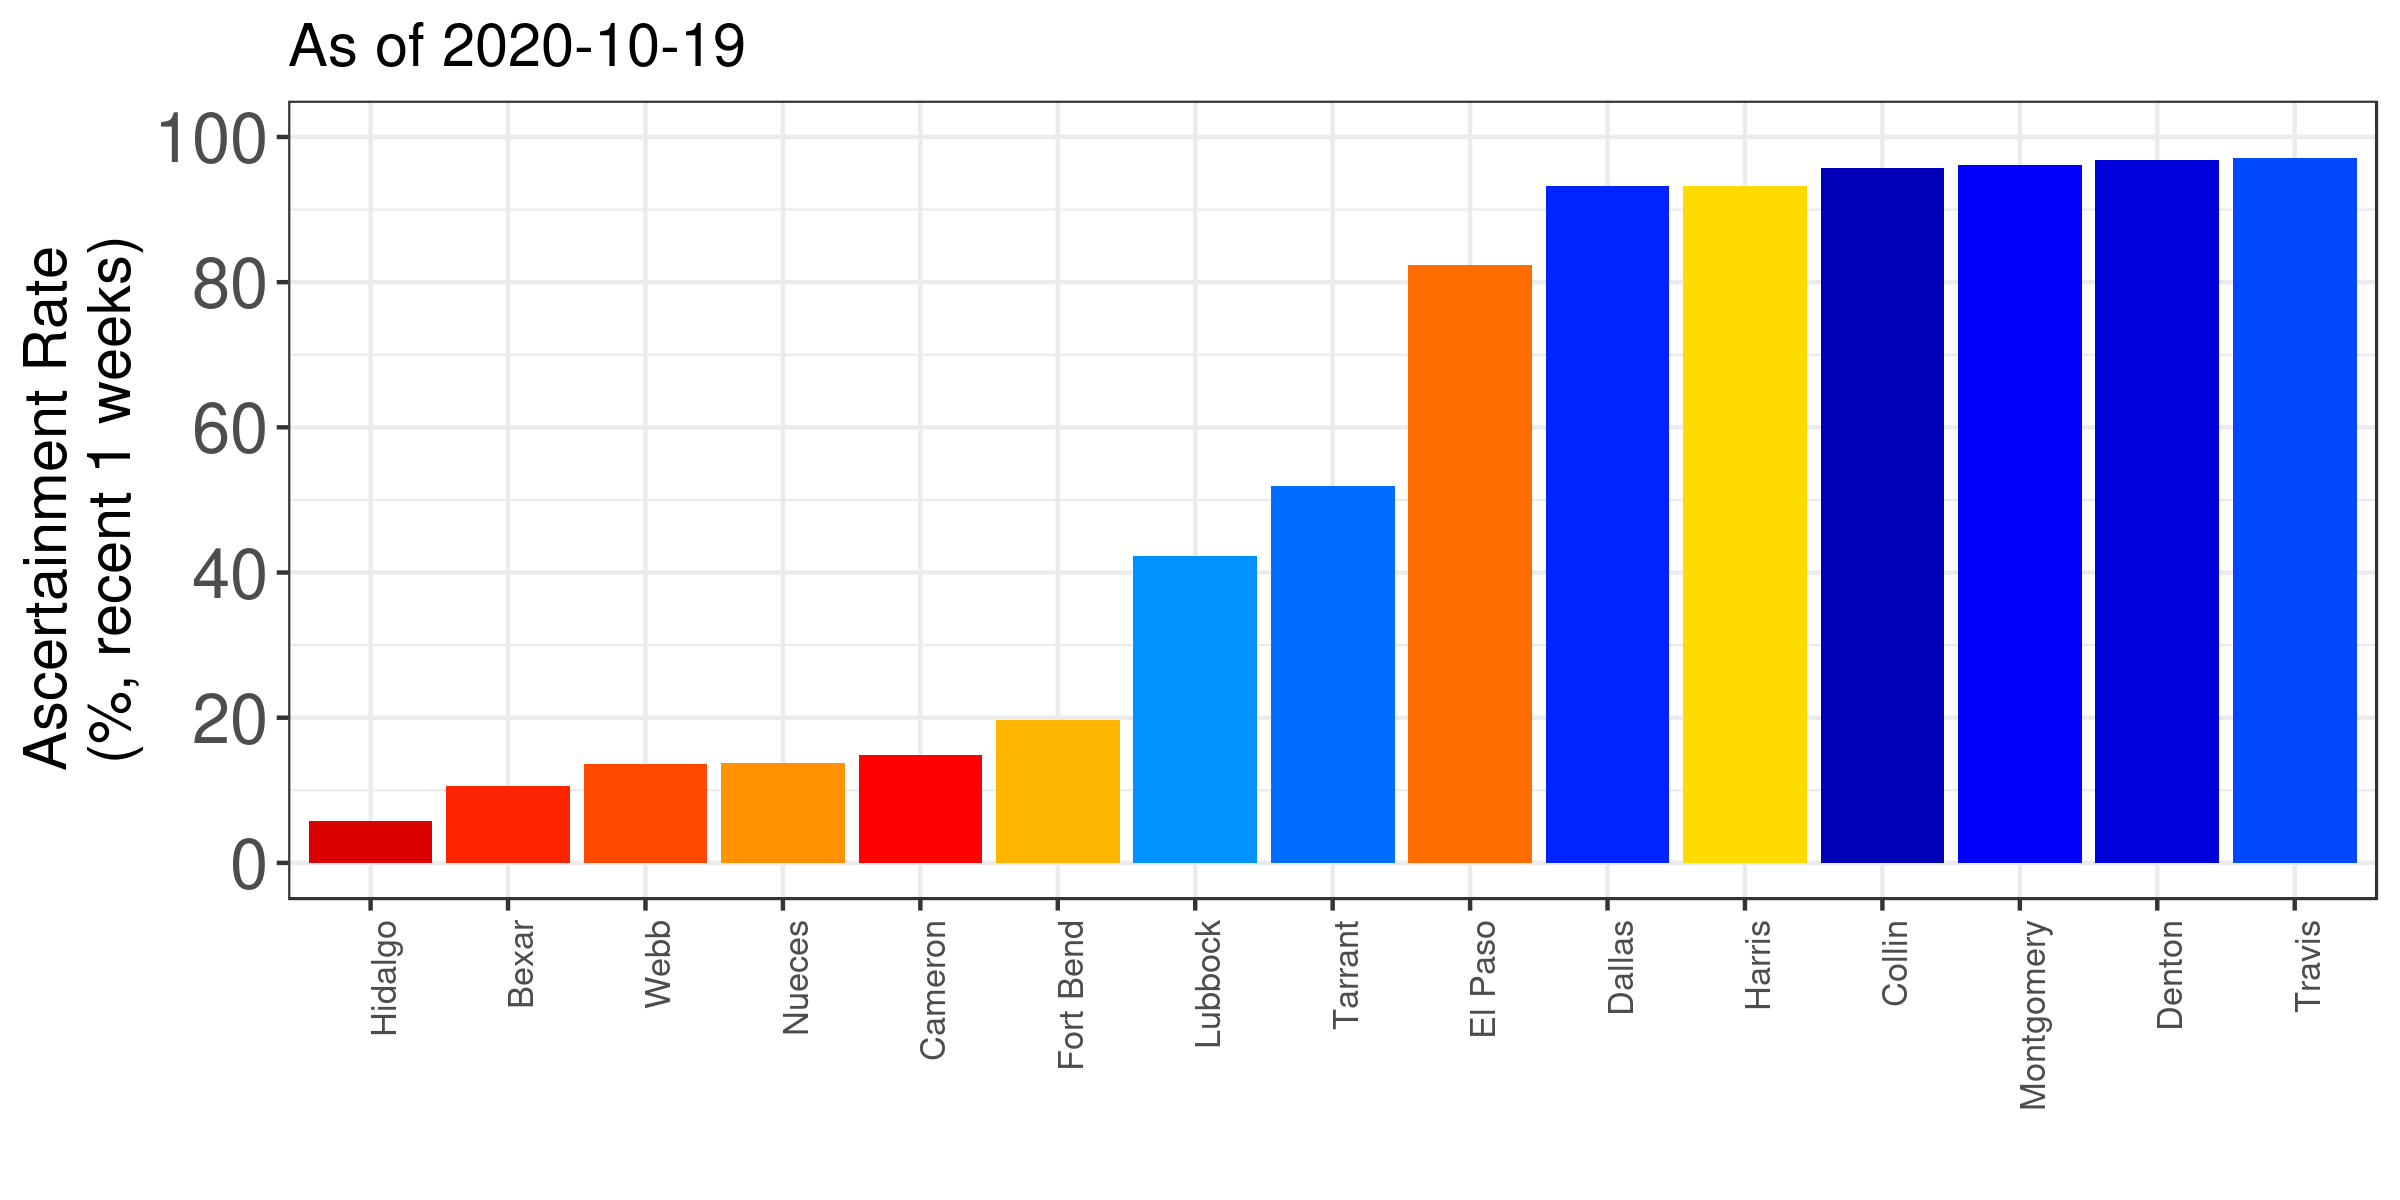 As of 2020-10-19
Ascertainment Rate
(%, recent 1 weeks)
100
80
60
40
20
0
Hidalgo
Bexar
Webb
Nueces
Cameron
Fort Bend
Lubbock
Tarrant
El Paso
Dallas
Harris
Collin
Montgomery
Denton
Travis